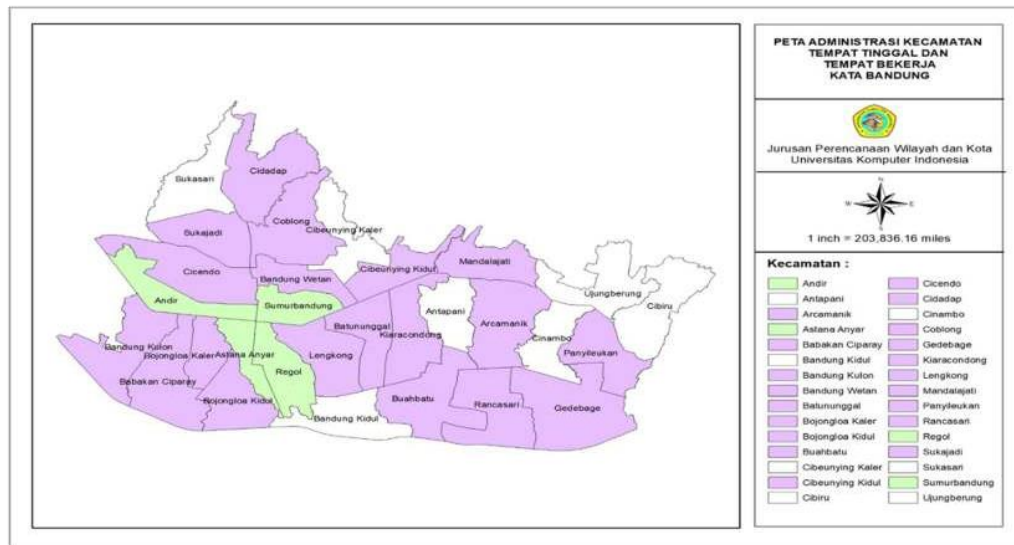 PETA ADMINISTRASI KECAMATAN
TEMPAT TINGGAL DAN
TEMPAT BEKERJA
KATA BANDUNG
Jurusan Perencanaan Wilayah dan Kota
Universitas Komputer Indonesia
N
W
E
S
1 inch = 203,836.16 miles
Kecamatan :
Andir
Antapani
Arcamanik
Astana Anyar
Babakan Ciparay
Bandung Kidul
Bandung Kulon
Bandung Wetan
Batununggal
Bojongloa Kaler
Bojongloa Kidul
Buahbatu
Cibeunying Kaler
Cibeunying Kidul
Cibiru
Cicendo
Cidadap
Cinambo
Coblong
Gedebage
Kiaracondong
Lengkong
Mandalajati
Panyileukan
Rancasari
Regol
Sukajadi
Sukasari
Sumurbandung
Ujungberung
Sukasari
Cidadap
Coblong
Sukajadi
Cibeunying Kaler
Cicendo
Bandung Wetan
Cibeunying Kidul
Mandalajati
Ujungberung
Cibiru
Andir
Sumurbandung
Antapani
Batununggal
Kiaracondong
Arcamanik
Cinambo
Panyileukan
Bandung Kulon
Bojongloa Kaler
Astana Anyar
Lengkong
Regol
Babakan Ciparay
Bojongloa Kidul
Bandung Kidul
Buahbatu
Rancasari
Gedebage